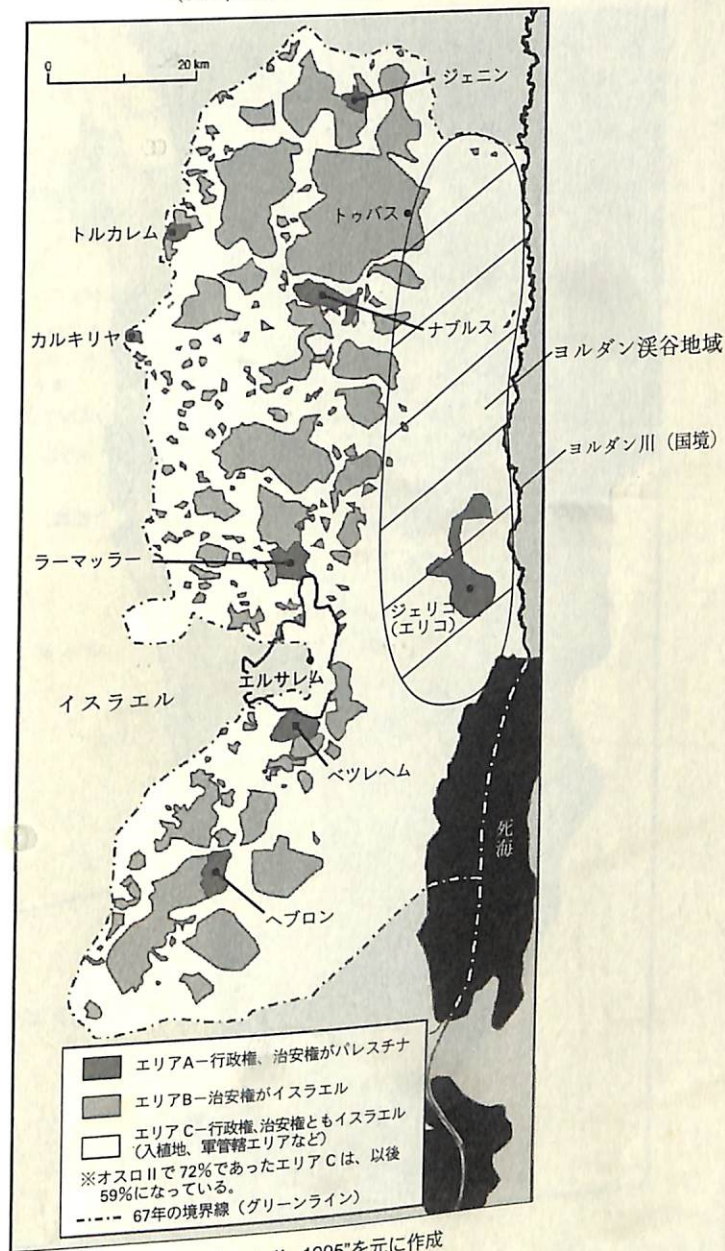 0 20 km
ジェニン
トゥバス
トルカレム
ナブルス
カルキリヤ
ヨルダン渓谷地域
ヨルダン川（国境）
ラーマッラー
ジェリコ
（エリコ）
エルサレム
イスラエル
ベツレヘム
死海
ヘブロン
エリアA－行政権、治安権がパレスチナ
エリアB－治安権がイスラエル
エリアC－行政権、治安権ともイスラエル
（入植地、軍管轄エリアなど）
※オスロⅡで72%であったエリアCは、以後
59%になっている。
67年の境界線（グリーンライン）
1995”を元に作成